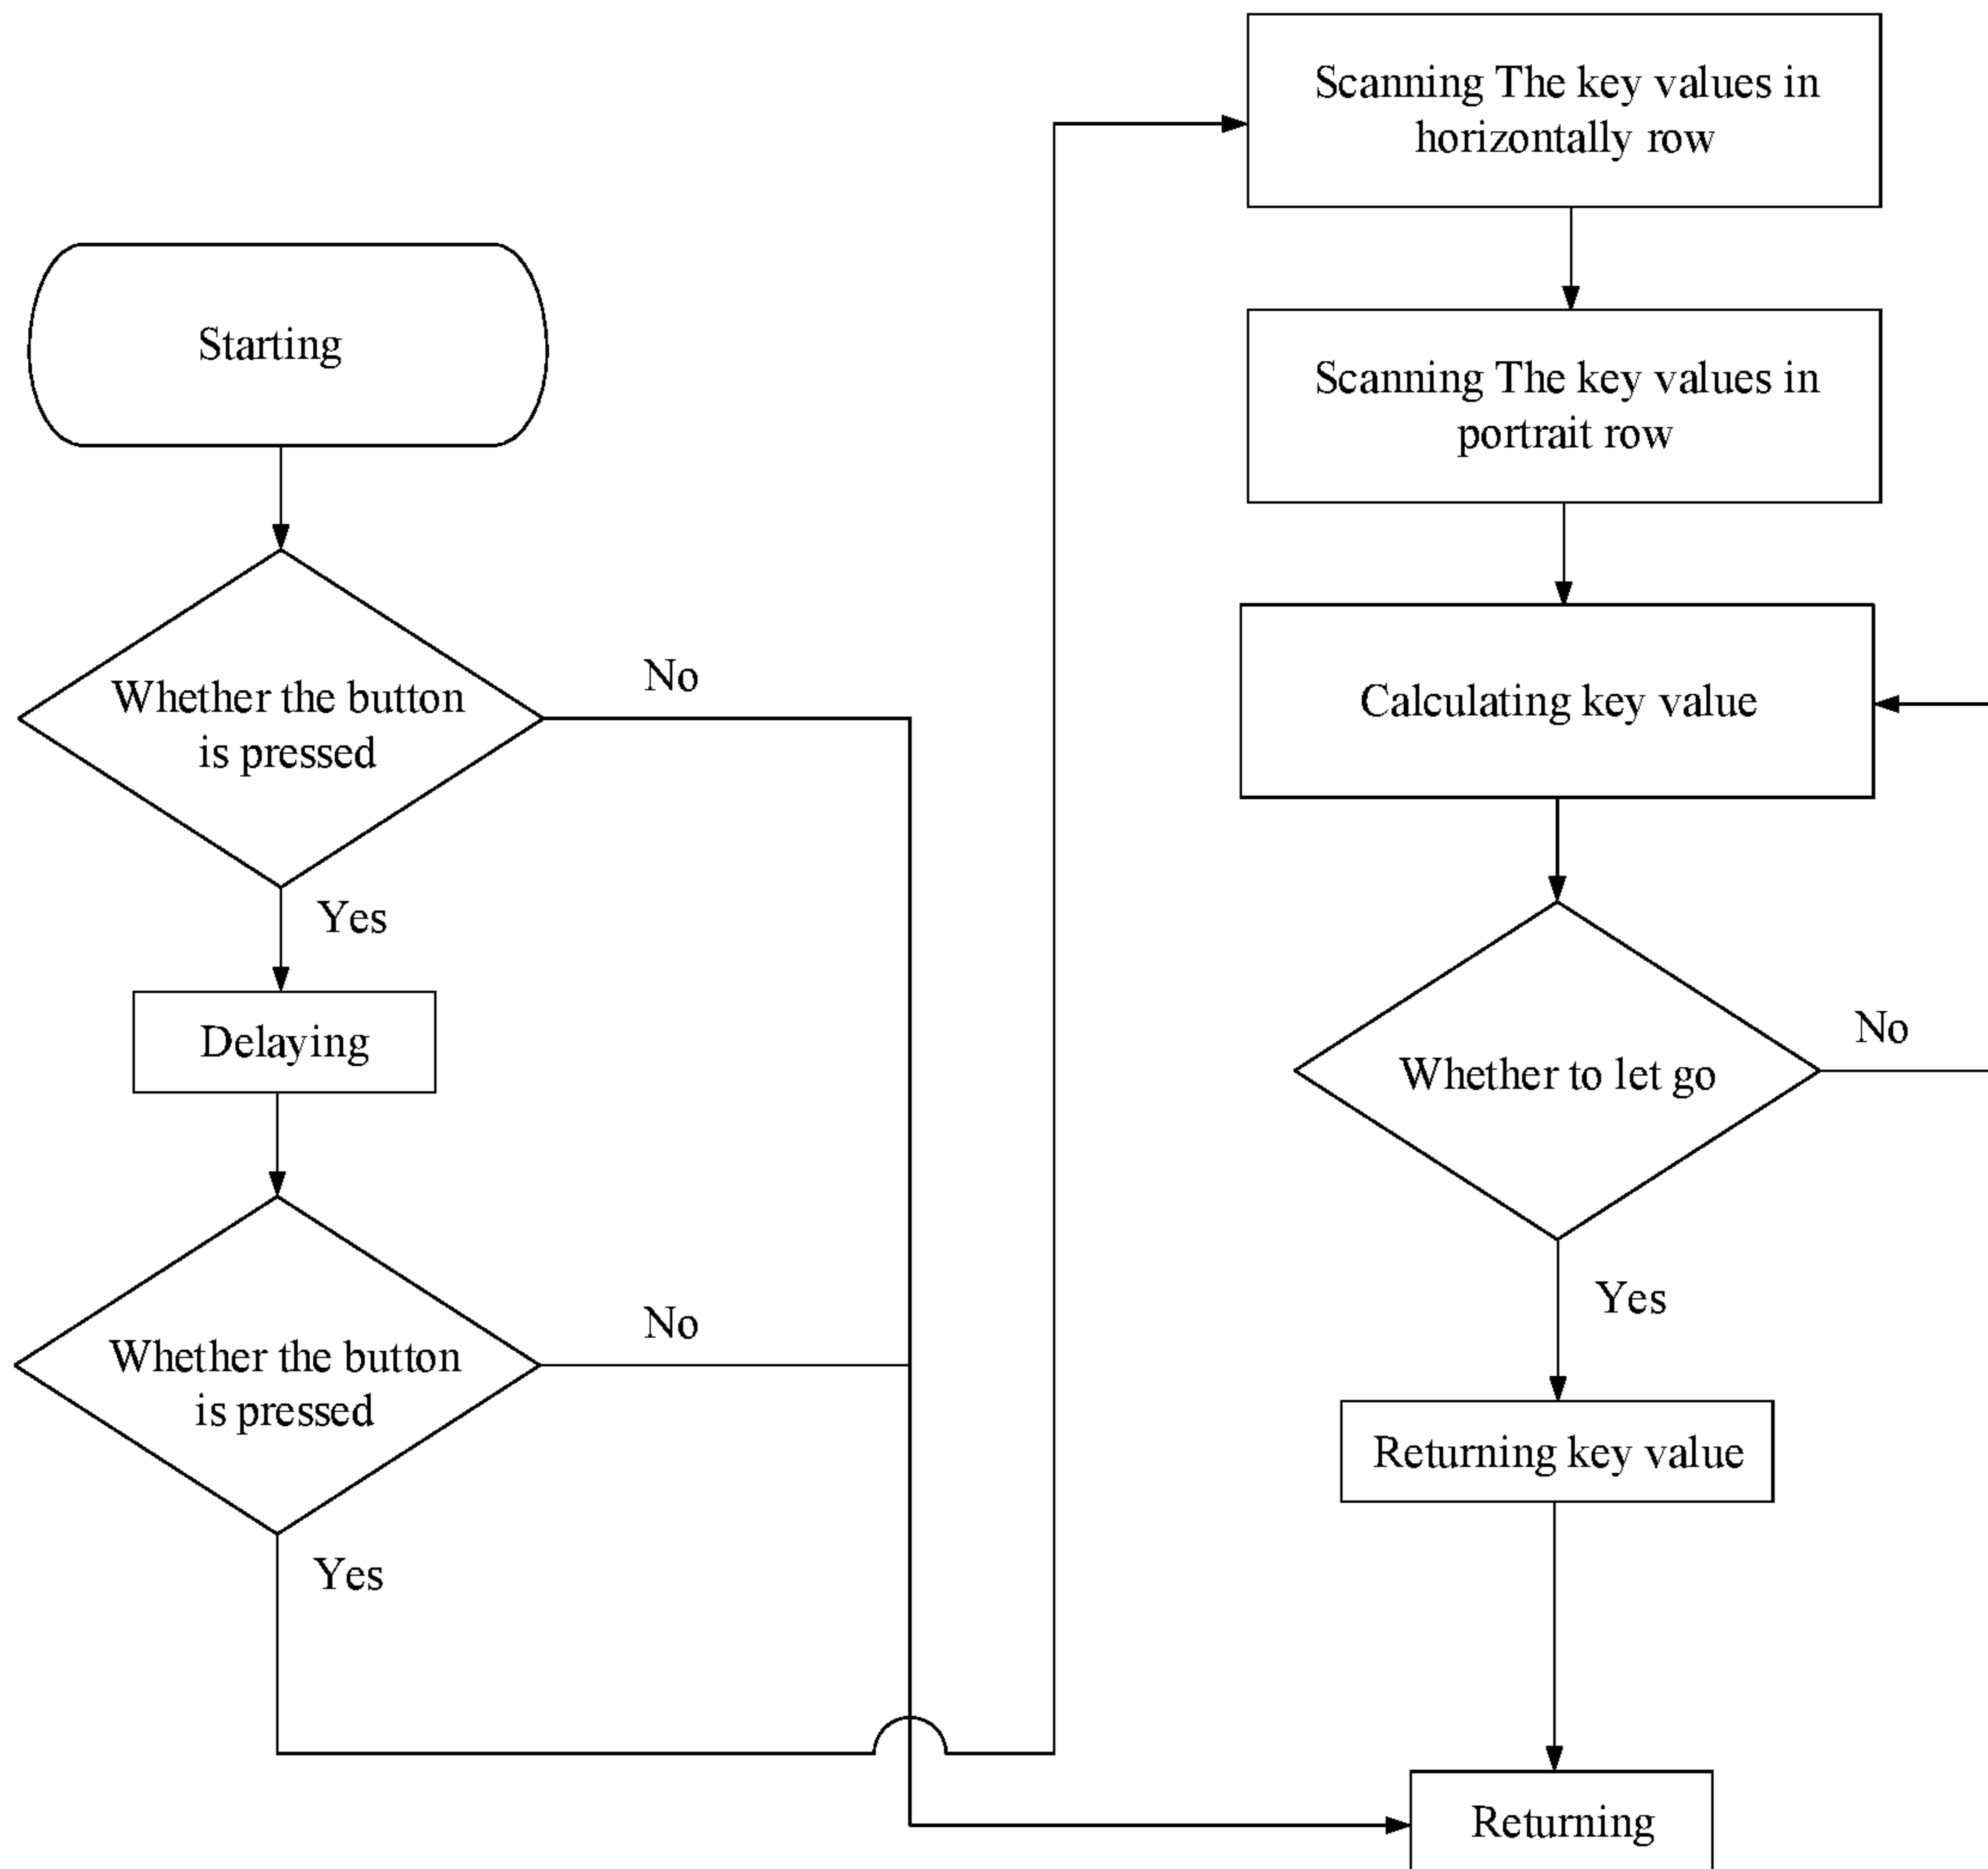 Starting
Whether the button
is pressed
No
Yes
Delaying
Whether the button
is pressed
No
Yes
Scanning The key values in
horizontally row
Scanning The key values in
portrait row
Calculating key value
Whether to let go
No
Yes
Returning key value
Returning